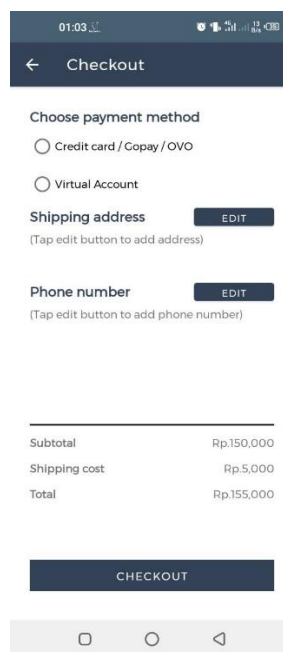 01:03
Checkout
Choose payment method
Credit card / Gopay / OVO
Virtual Account
Shipping address EDIT
(Tap edit button to add address)
Phone number EDIT
(Tap edit button to add phone number)
Subtotal Rp.150,000
Shipping cost Rp.5,000
Total Rp.155,000
CHECKOUT